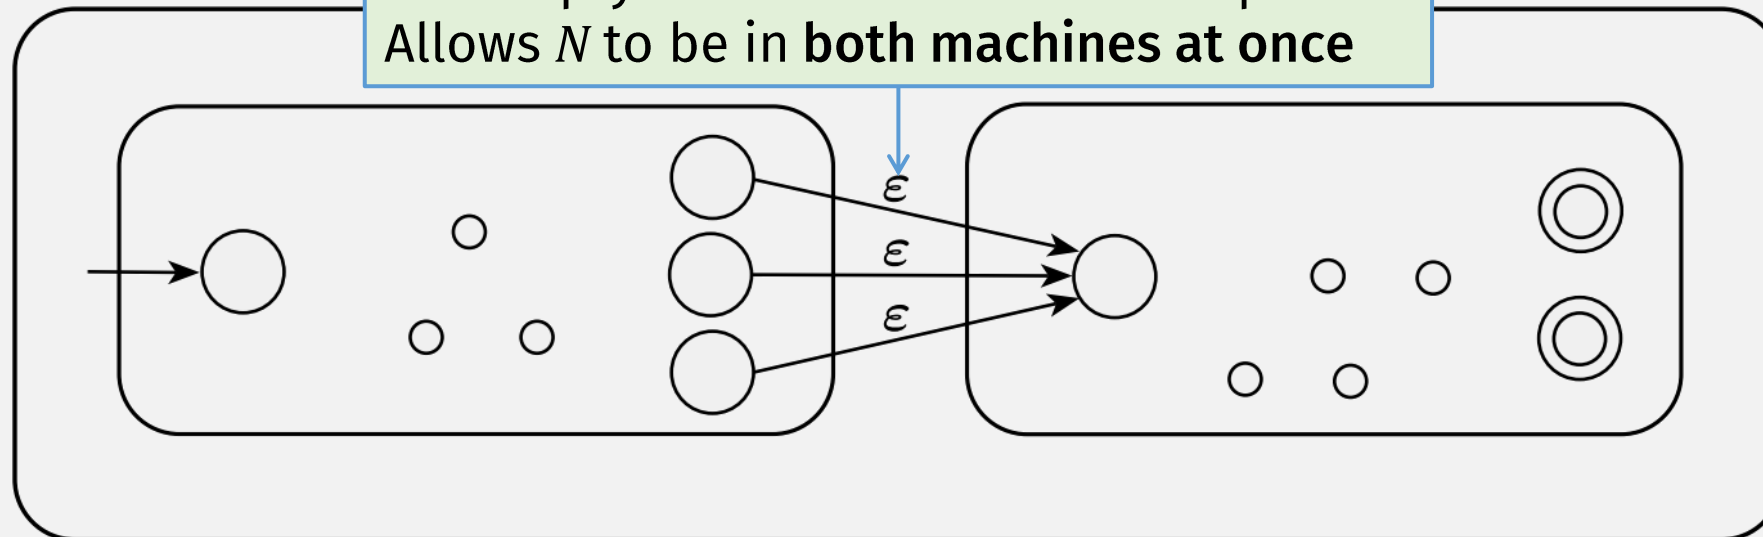 Allows N to be in both machines at once
ε
ε
ε